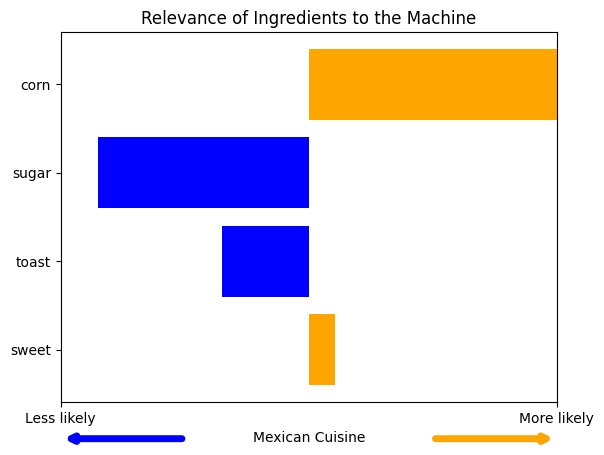 Relevance of Ingredients to the Machine
corn
sugar
toast
sweet
Less likely
More likely
Mexican Cuisine